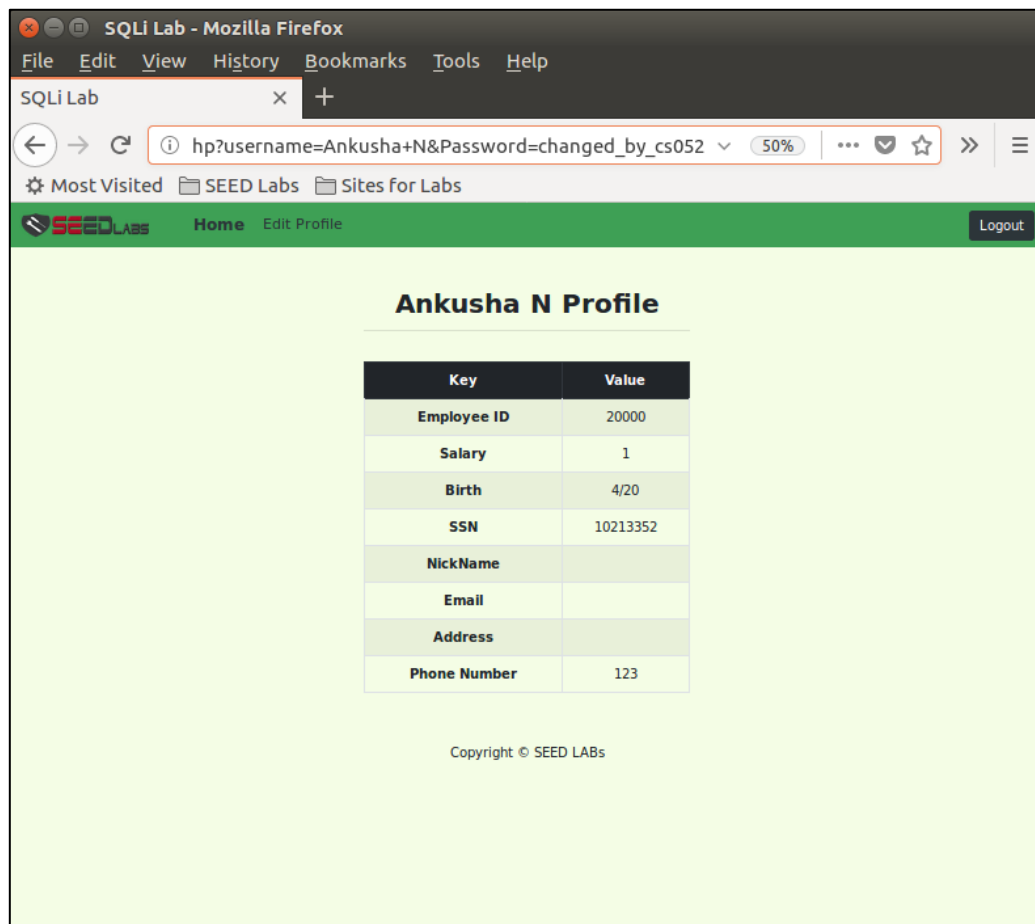 SQLi Lab - Mozilla Firefox
File Edit View History Bookmarks Tools Help
SQLi Lab
hp?username=Ankusha+N&Password=changed_by_cs052 50%
Most Visited SEED Labs Sites for Labs
SEEDLABS Home Edit Profile Logout
Ankusha N Profile
Key Value
Employee ID 20000
Salary 1
Birth 4/20
SSN 10213352
NickName
Email
Address
Phone Number 123
Copyright © SEED LABs